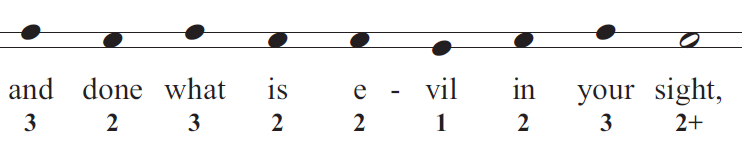 and done what is e - vil in your sight,
3 2 3 2 2 1 2 3 2+